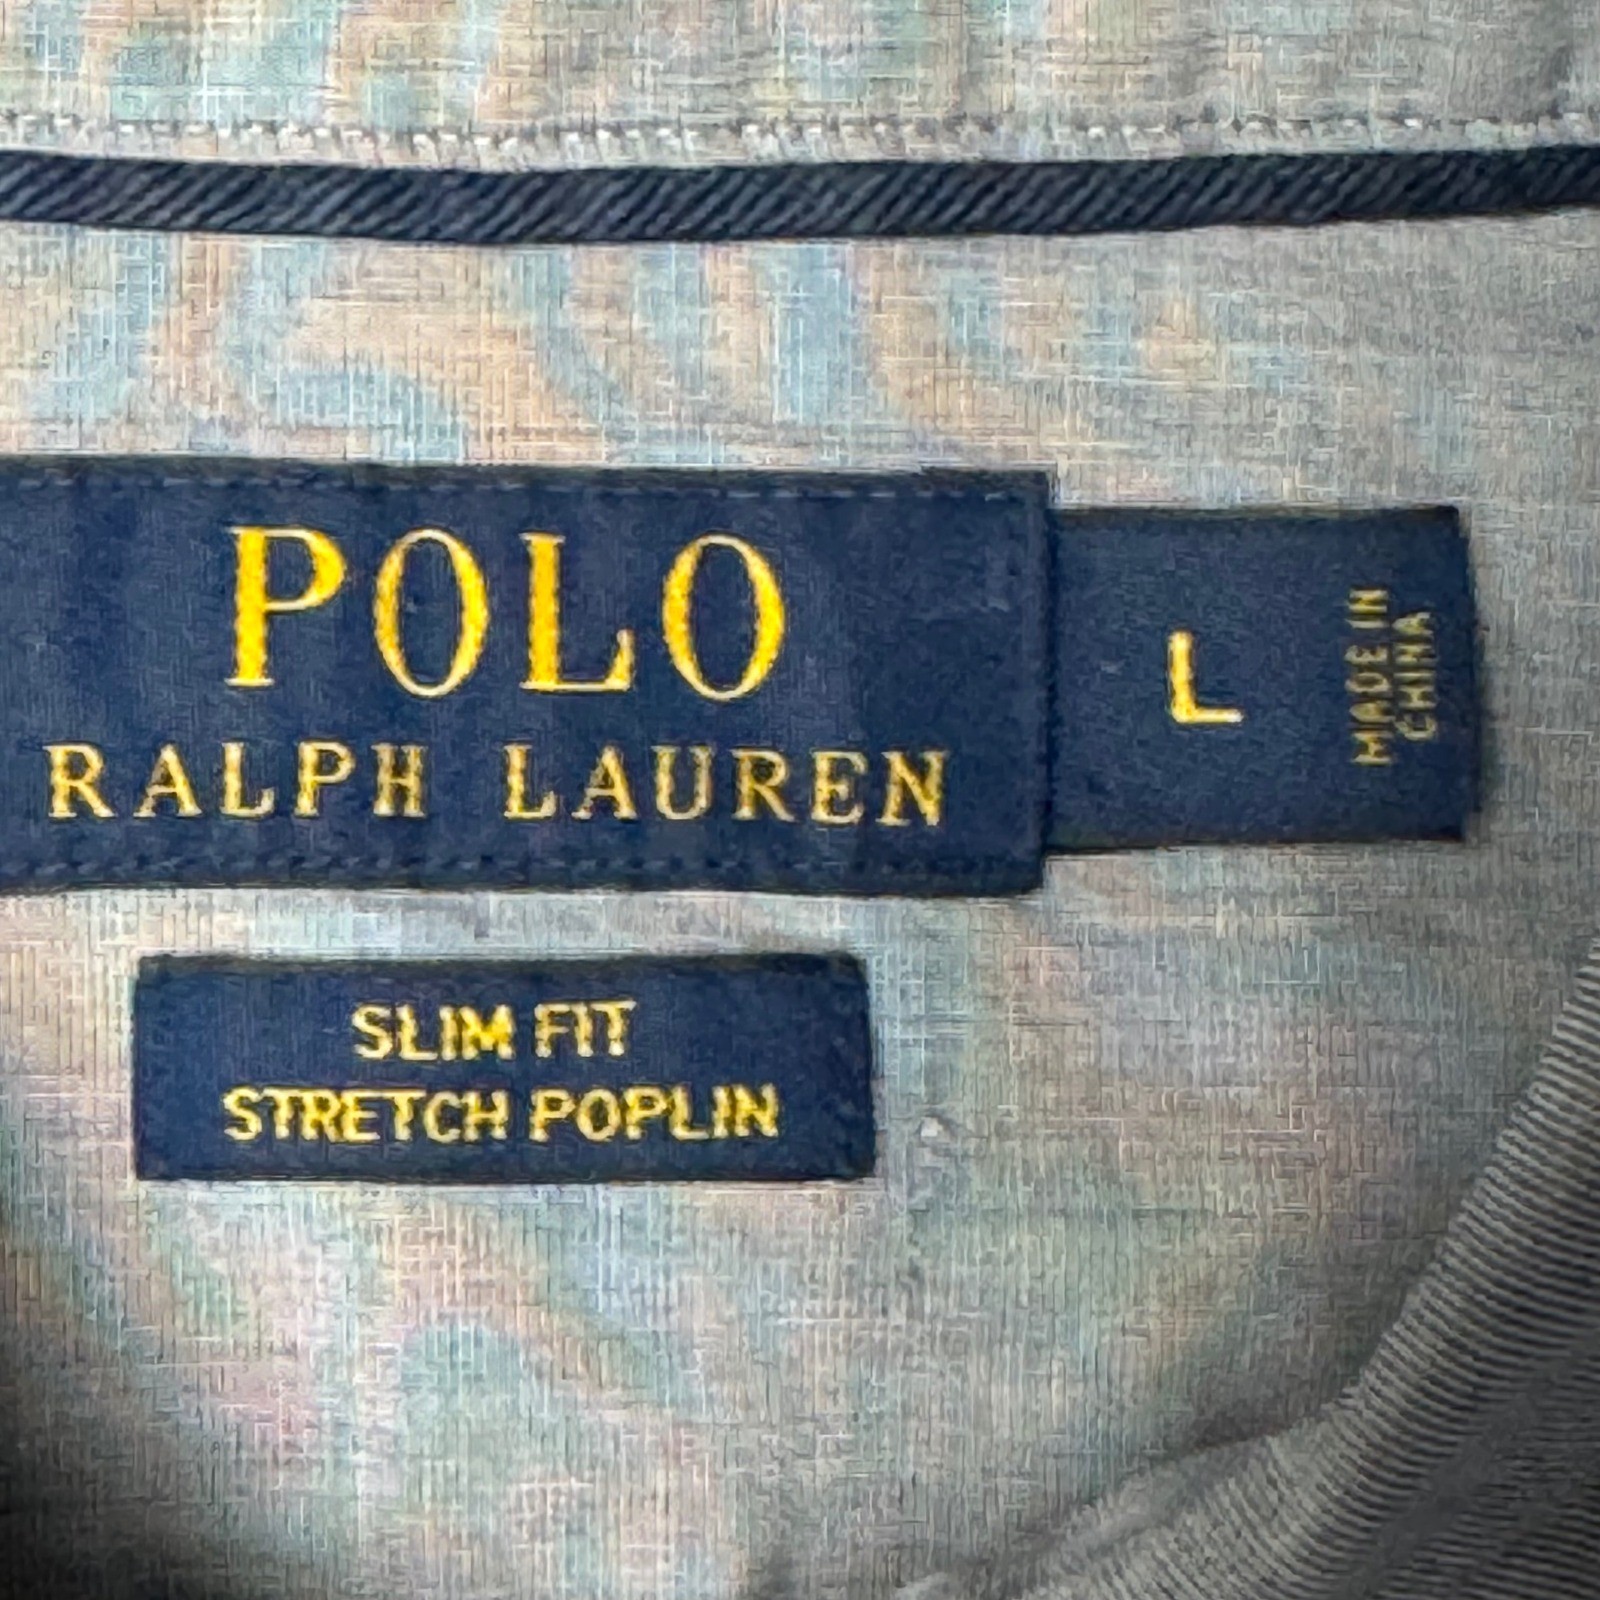 POLO
RALPH LAUREN
L
MADE IN
CHINA
SLIM FIT
STRETCH POPLIN